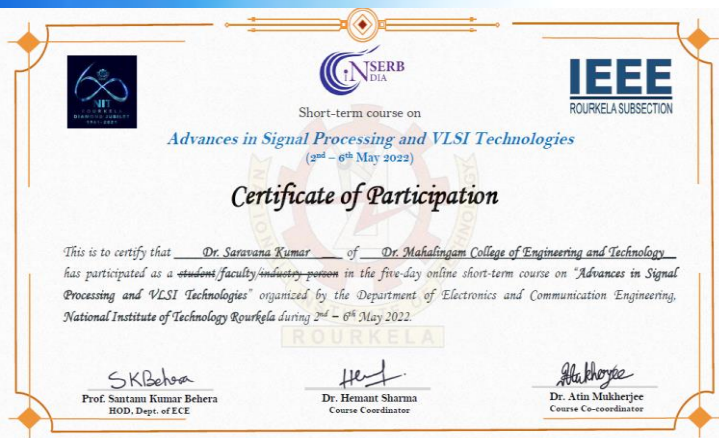 NIT
ROURKELA
DIAMOND JUBILEE
1961-2021
iNSERB
INDIA
IEEE
ROURKELA SUBSECTION
Short-term course on
Advances in Signal Processing and VLSI Technologies
(2nd – 6th May 2022)
Certificate of Participation
This is to certify that Dr. Saravana Kumar of Dr. Mahalingam College of Engineering and Technology
has participated as a student/faculty/industry person in the five-day online short-term course on "Advances in Signal
Processing and VLSI Technologies" organized by the Department of Electronics and Communication Engineering,
National Institute of Technology Rourkela during 2nd – 6th May 2022.
ROURKELA
SKBehera
Prof. Santanu Kumar Behera
HOD, Dept. of ECE
Dr. Hemant Sharma
Course Coordinator
AMukherjee
Dr. Atin Mukherjee
Course Co-coordinator